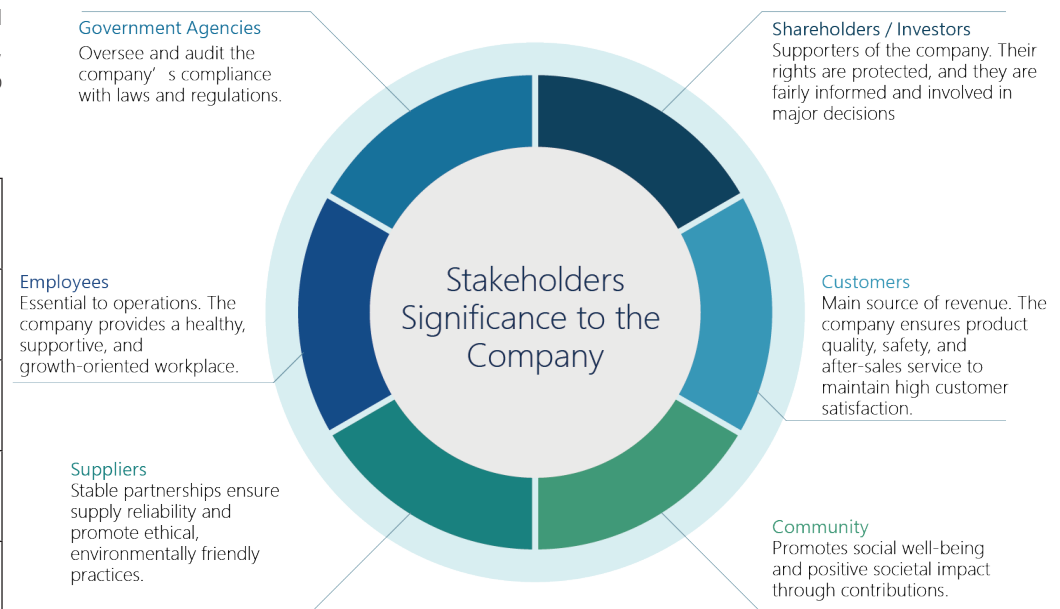 Government Agencies
Oversee and audit the
company’ s compliance
with laws and regulations.
Shareholders / Investors
Supporters of the company. Their
rights are protected, and they are
fairly informed and involved in
major decisions
Stakeholders
Significance to the
Company
Employees
Essential to operations. The
company provides a healthy,
supportive, and
growth-oriented workplace.
Customers
Main source of revenue. The
company ensures product
quality, safety, and
after-sales service to
maintain high customer
satisfaction.
Suppliers
Stable partnerships ensure
supply reliability and
promote ethical,
environmentally friendly
practices.
Community
Promotes social well-being
and positive societal impact
through contributions.